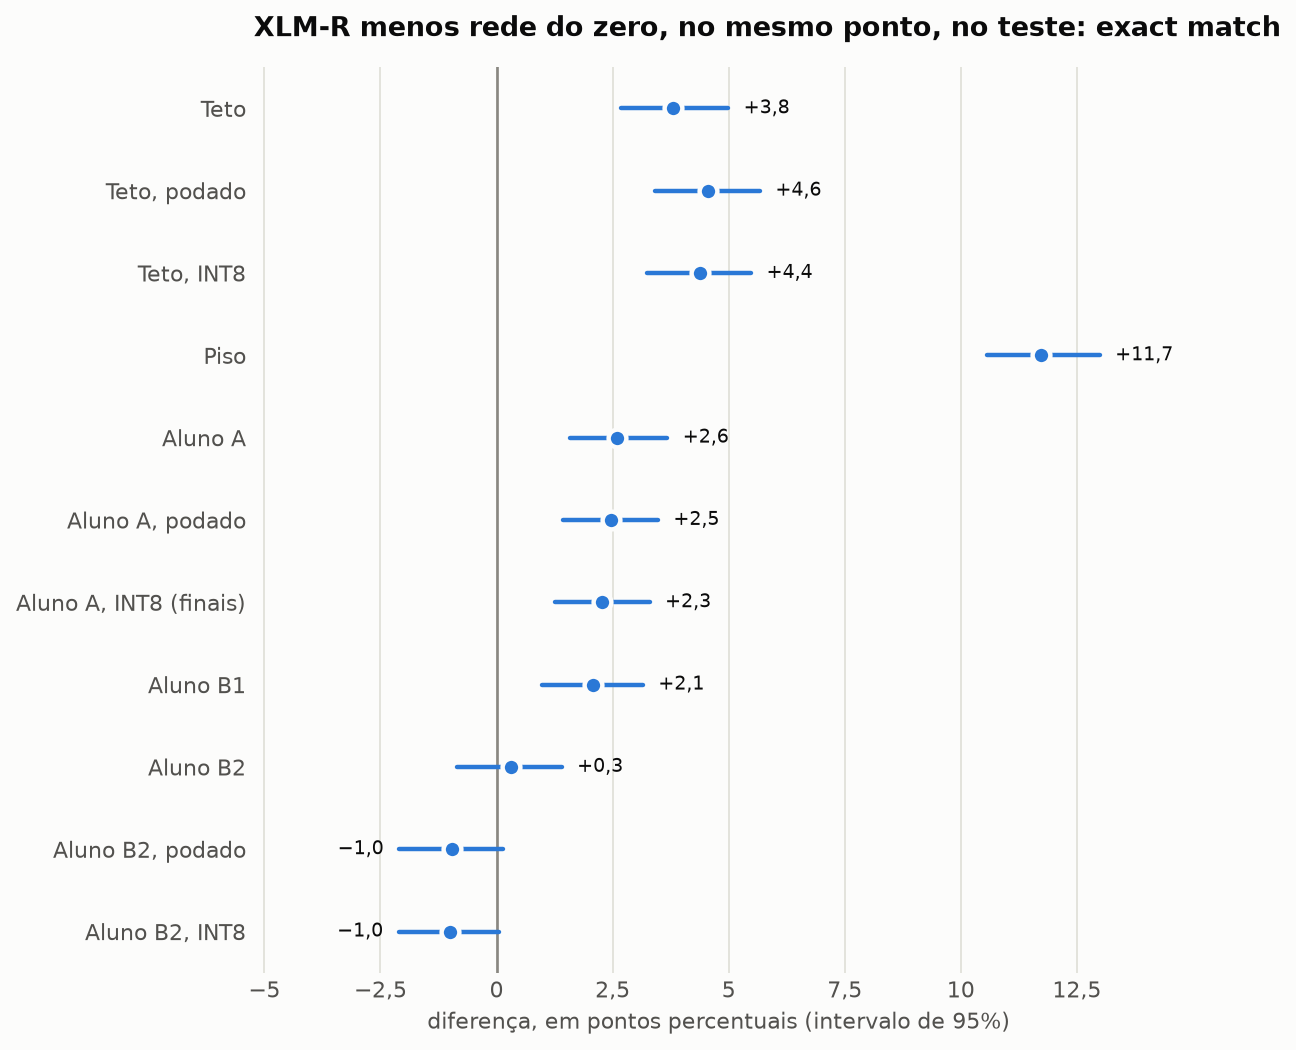 XLM-R menos rede do zero, no mesmo ponto, no teste: exact match
Teto +3,8
Teto, podado +4,6
Teto, INT8 +4,4
Piso +11,7
Aluno A +2,6
Aluno A, podado +2,5
Aluno A, INT8 (finais) +2,3
Aluno B1 +2,1
Aluno B2 +0,3
Aluno B2, podado −1,0
Aluno B2, INT8 −1,0
−5 −2,5 0 2,5 5 7,5 10 12,5
diferença, em pontos percentuais (intervalo de 95%)